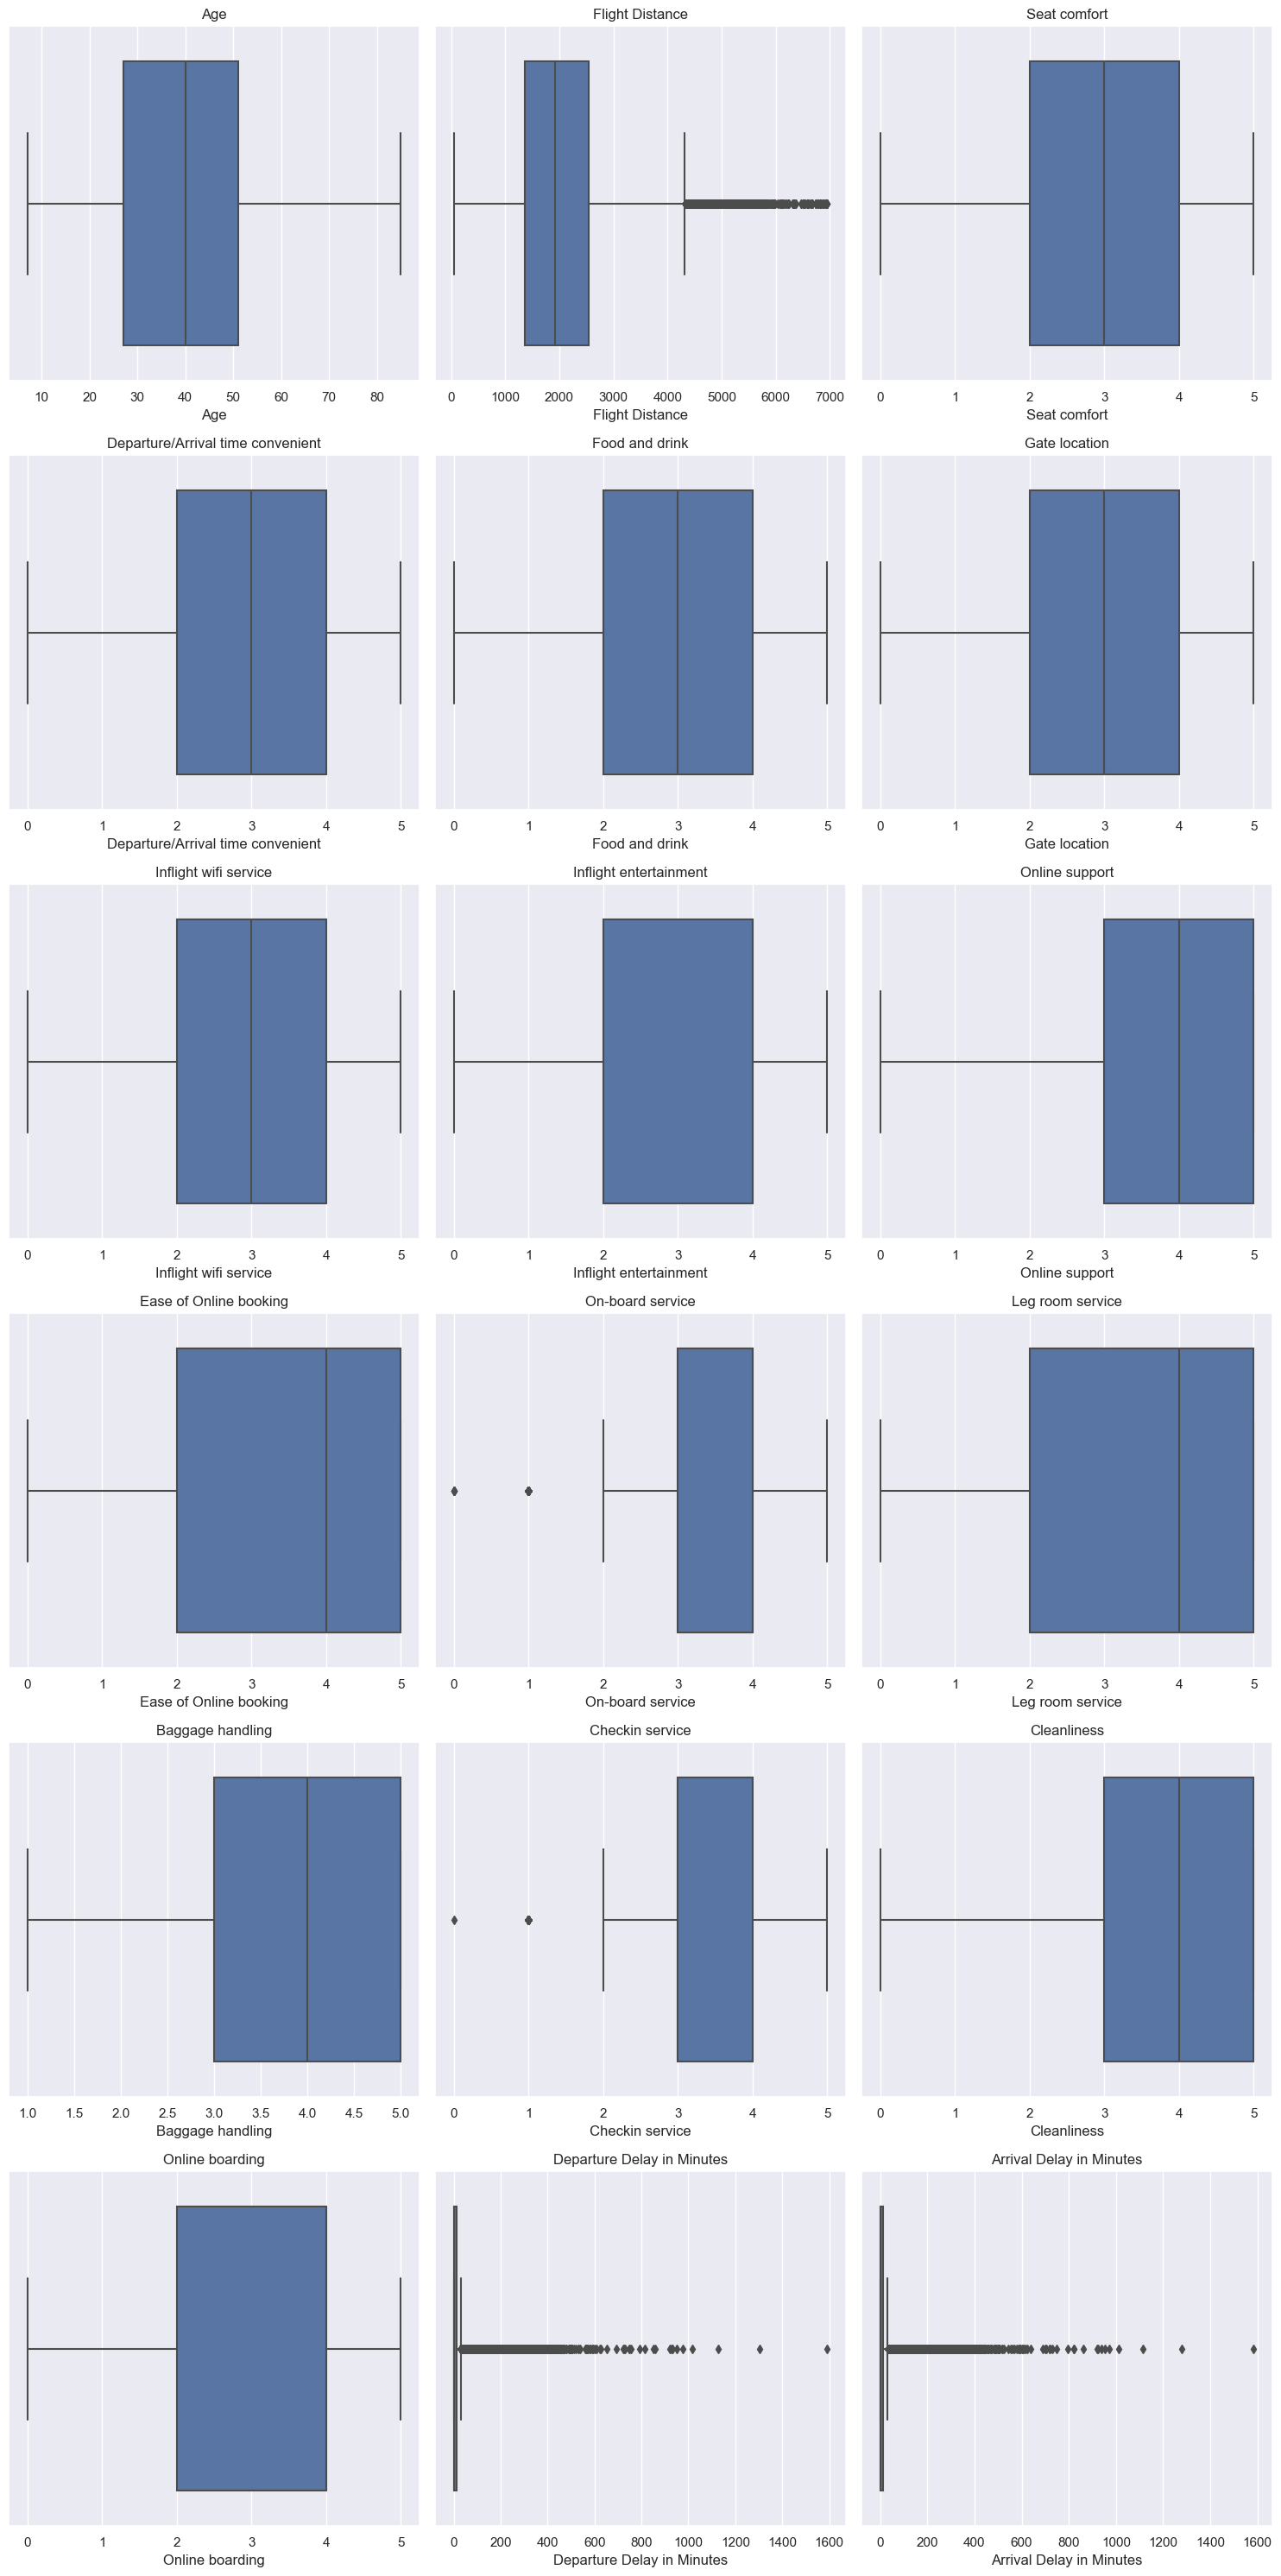 Age
Flight Distance
Seat comfort
10 20 30 40 50 60 70 80
0 1000 2000 3000 4000 5000 6000 7000
0 1 2 3 4 5
Age
Flight Distance
Seat comfort
Departure/Arrival time convenient
Food and drink
Gate location
0 1 2 3 4 5
0 1 2 3 4 5
0 1 2 3 4 5
Departure/Arrival time convenient
Food and drink
Gate location
Inflight wifi service
Inflight entertainment
Online support
0 1 2 3 4 5
0 1 2 3 4 5
0 1 2 3 4 5
Inflight wifi service
Inflight entertainment
Online support
Ease of Online booking
On-board service
Leg room service
0 1 2 3 4 5
0 1 2 3 4 5
0 1 2 3 4 5
Ease of Online booking
On-board service
Leg room service
Baggage handling
Checkin service
Cleanliness
1.0 1.5 2.0 2.5 3.0 3.5 4.0 4.5 5.0
0 1 2 3 4 5
0 1 2 3 4 5
Baggage handling
Checkin service
Cleanliness
Online boarding
Departure Delay in Minutes
Arrival Delay in Minutes
0 1 2 3 4 5
0 200 400 600 800 1000 1200 1400 1600
0 200 400 600 800 1000 1200 1400 1600
Online boarding
Departure Delay in Minutes
Arrival Delay in Minutes